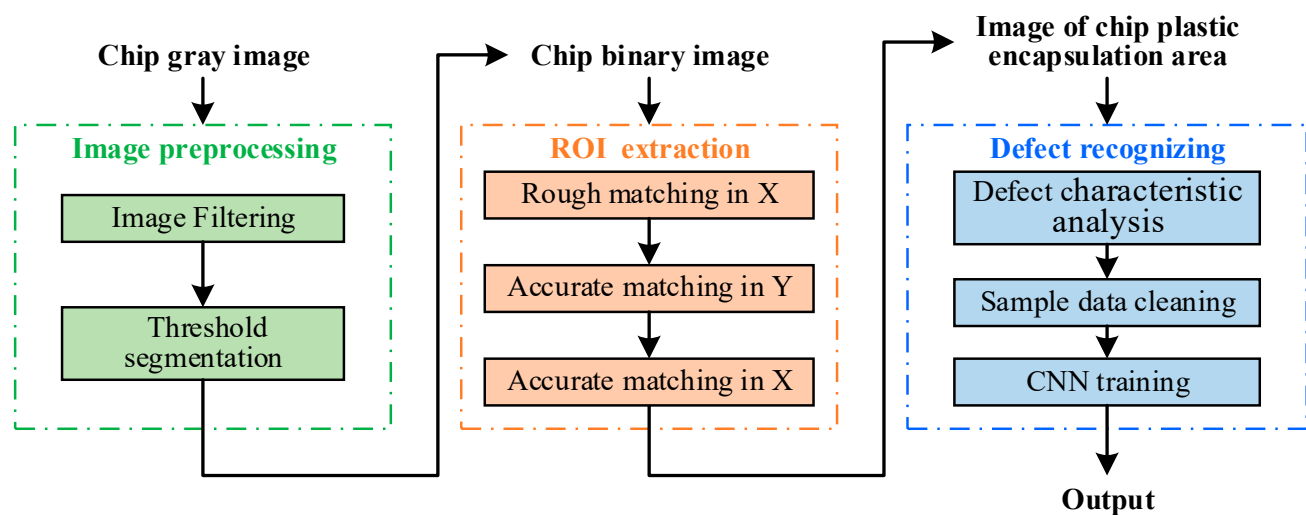 Chip gray image
Image preprocessing
Image Filtering
Threshold
segmentation
Chip binary image
ROI extraction
Rough matching in X
Accurate matching in Y
Accurate matching in X
Image of chip plastic
encapsulation area
Defect recognizing
Defect characteristic
analysis
Sample data cleaning
CNN training
Output